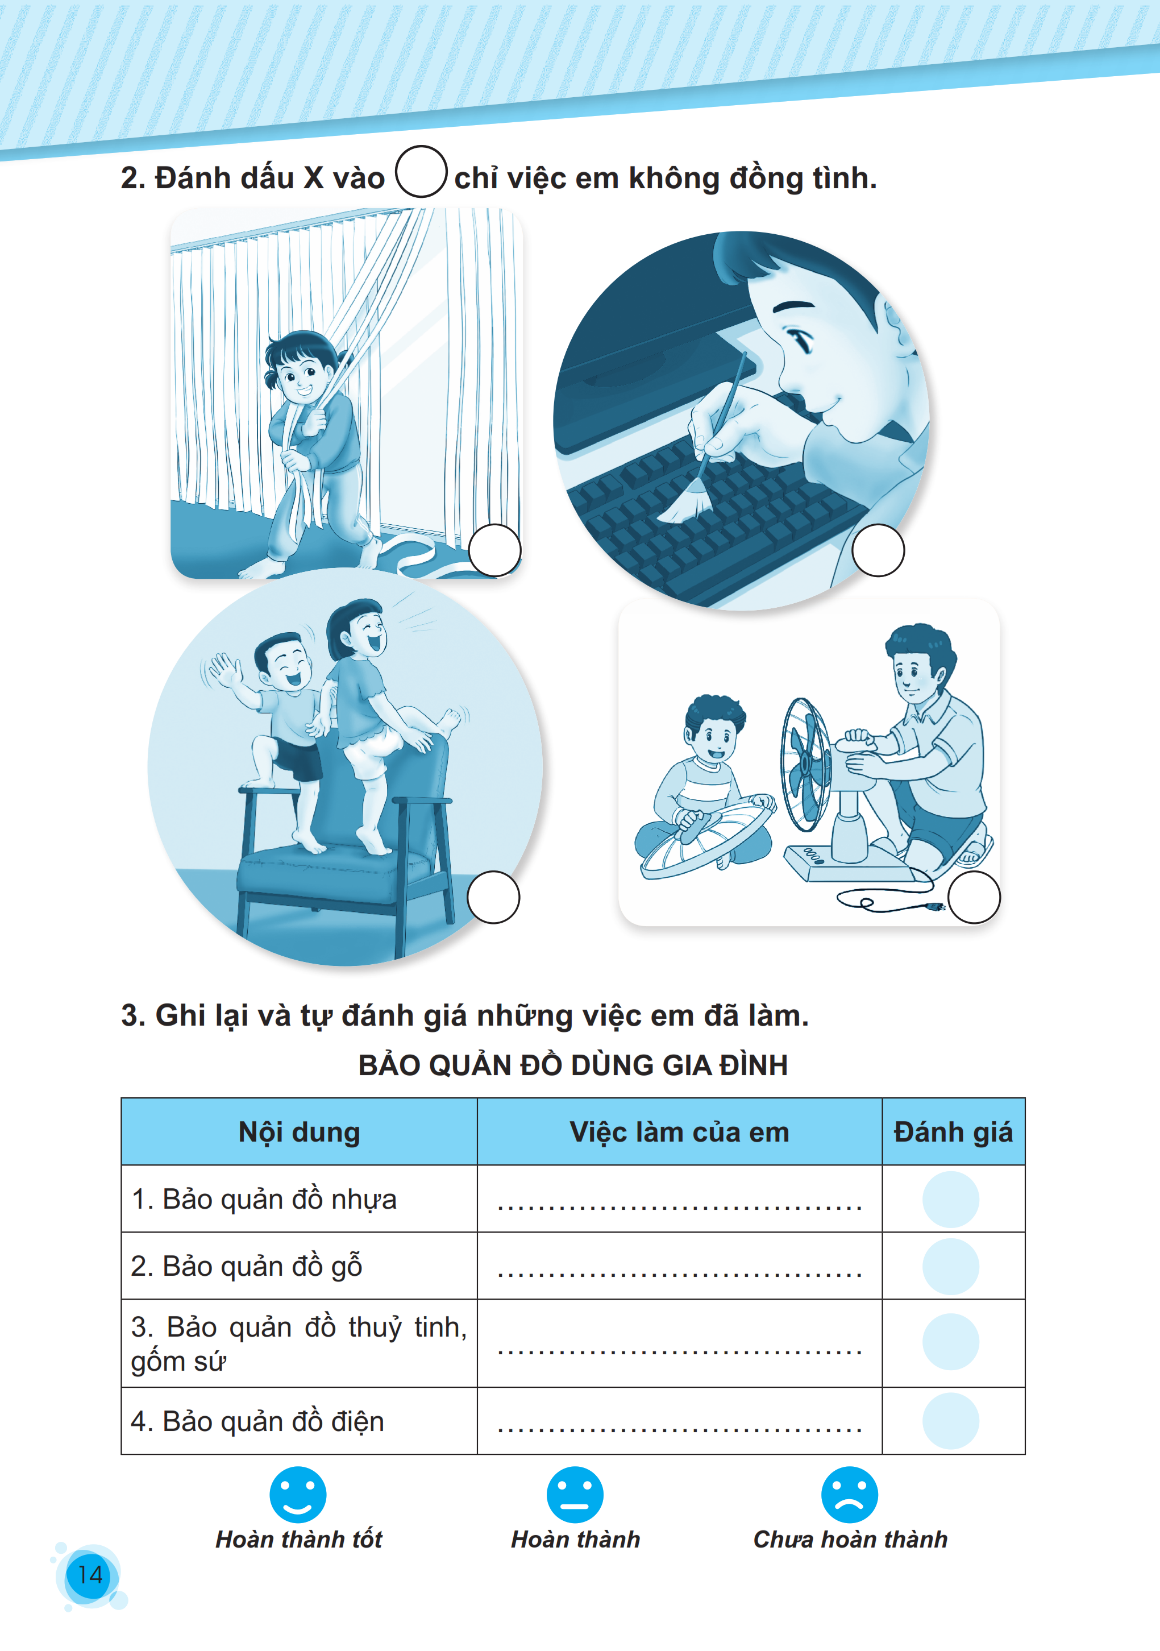 2. Đánh dấu X vào chỉ việc em không đồng tình.
3. Ghi lại và tự đánh giá những việc em đã làm.
BẢO QUẢN ĐỒ DÙNG GIA ĐÌNH
Nội dung
Việc làm của em
Đánh giá
1. Bảo quản đồ nhựa
....................................
2. Bảo quản đồ gỗ
....................................
3. Bảo quản đồ thuỷ tinh,
gốm sứ
....................................
4. Bảo quản đồ điện
....................................
Hoàn thành tốt
Hoàn thành
Chưa hoàn thành
14